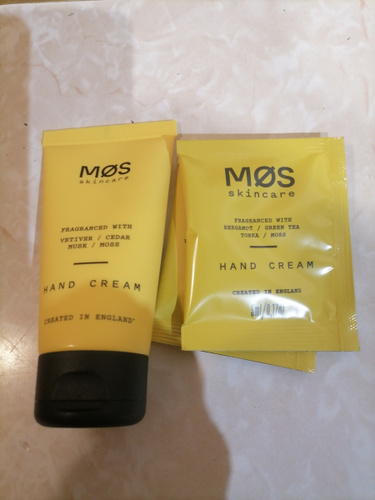 MØS
skincare
FRAGRANCED WITH
VETIVER / CEDAR
MUSK / MOSS
HAND CREAM
CREATED IN ENGLAND
MØS
skincare
FRAGRANCED WITH
BERGAMOT / GREEN TEA
TONKA / MOSS
HAND CREAM
CREATED IN ENGLAND